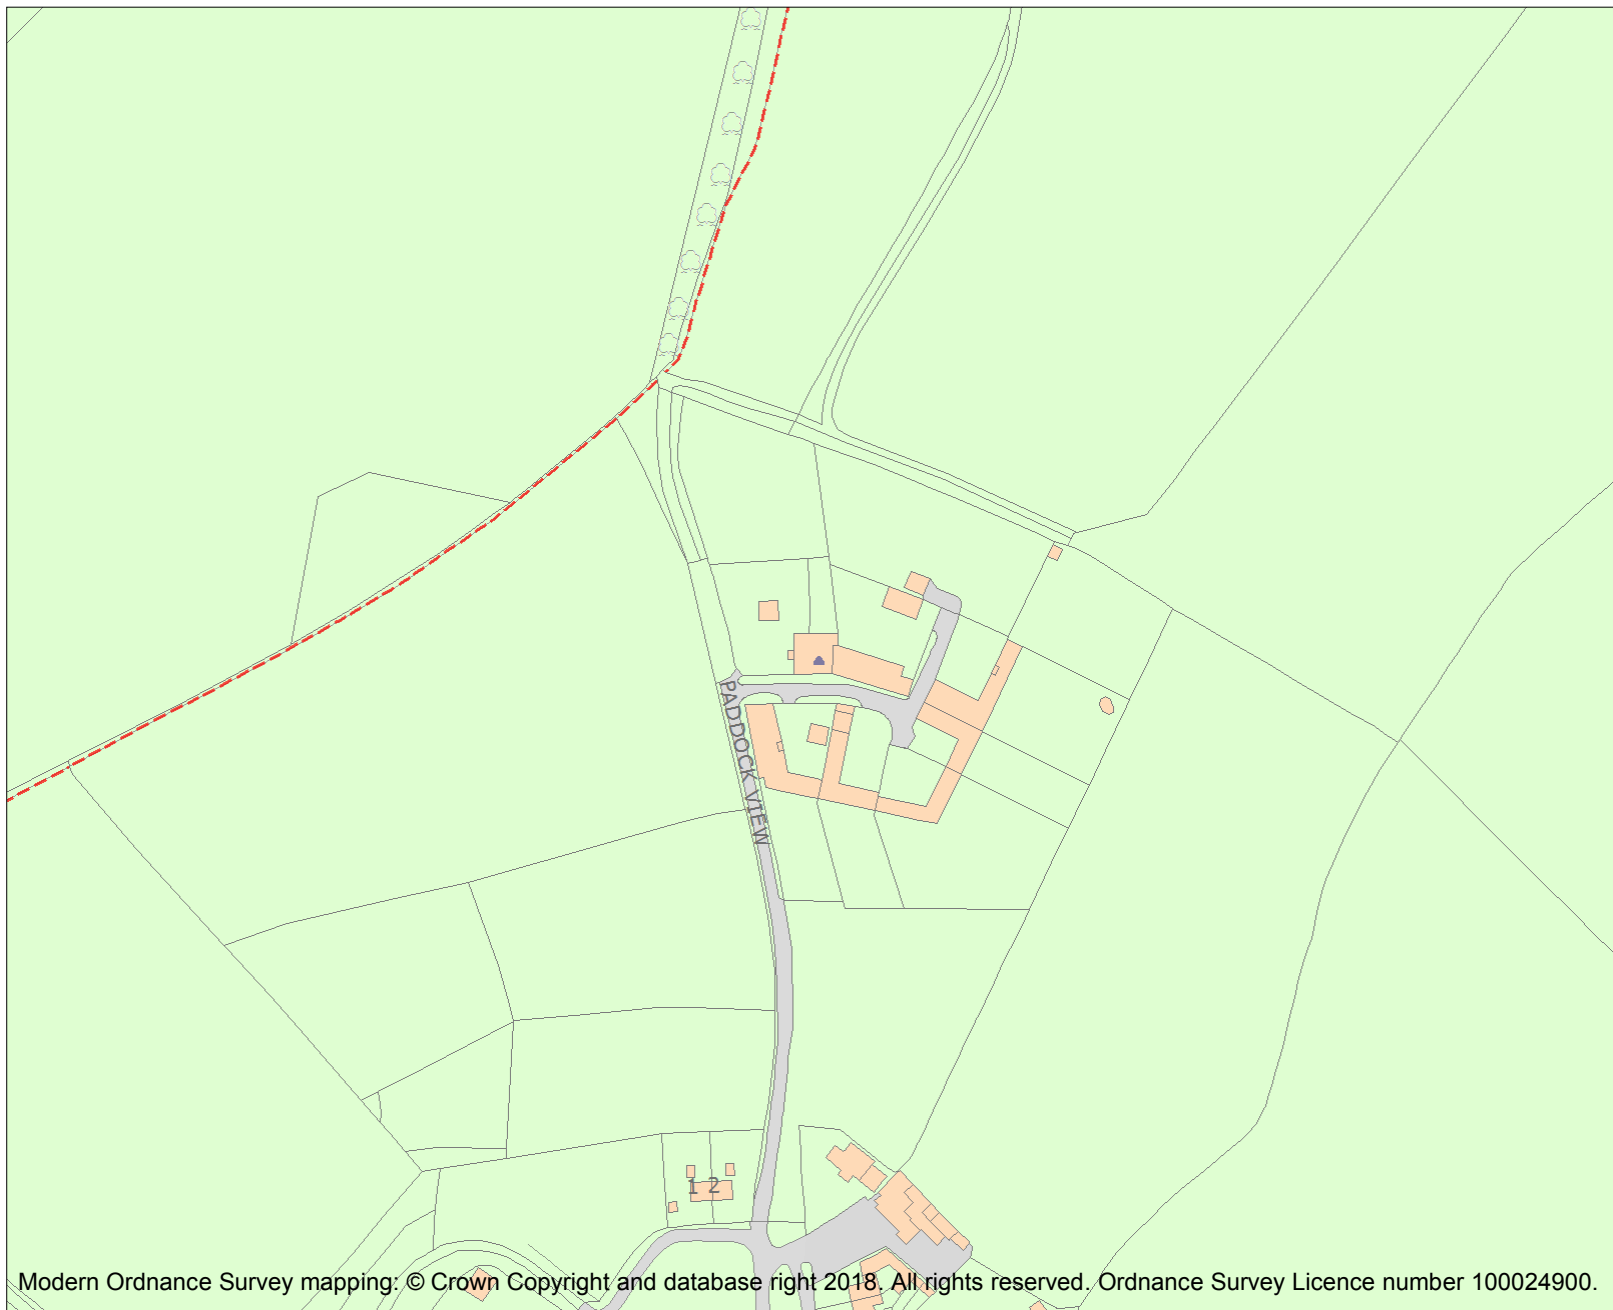 PADDOCK VIEW
1 2
Modern Ordnance Survey mapping: © Crown Copyright and database right 2018. All rights reserved. Ordnance Survey Licence number 100024900.